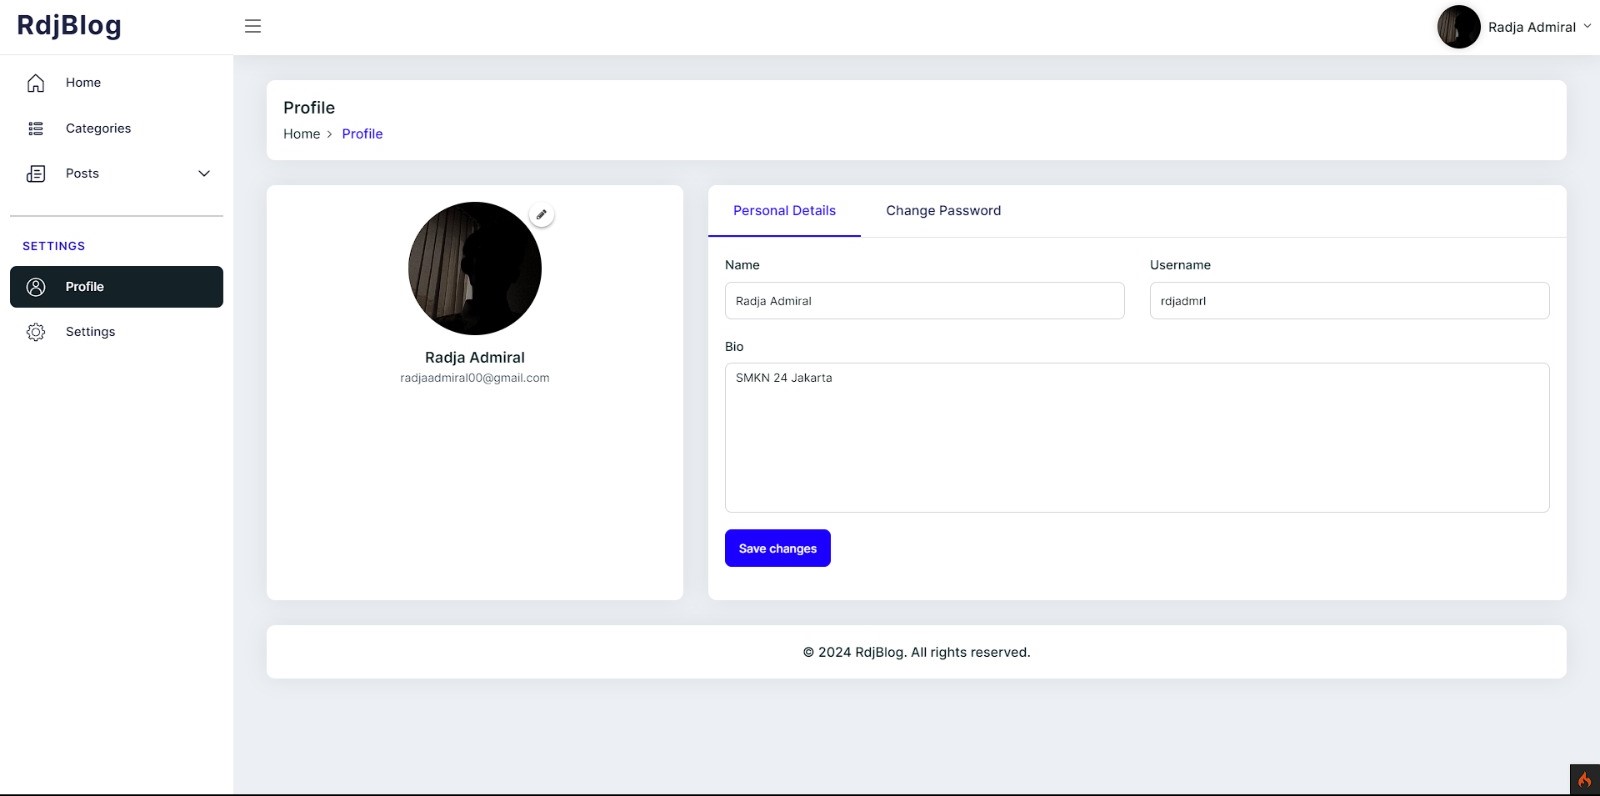 RdjBlog
Radja Admiral
Home
Categories
Posts
SETTINGS
Profile
Settings
Profile
Home > Profile
Radja Admiral
radjaadmiral00@gmail.com
Personal Details
Change Password
Name
Username
Radja Admiral
rdjadmrl
Bio
SMKN 24 Jakarta
Save changes
© 2024 RdjBlog. All rights reserved.